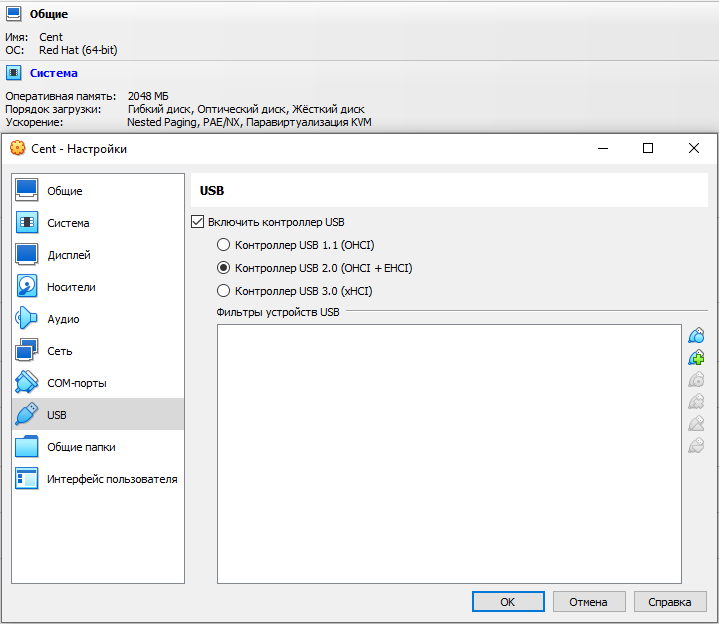 Общие
Имя: Cent
ОС: Red Hat (64-bit)
Система
Оперативная память: 2048 МБ
Порядок загрузки: Гибкий диск, Оптический диск, Жёсткий диск
Ускорение: Nested Paging, PAE/NX, Паравиртуализация KVM
Cent - Настройки
Общие
Система
Дисплей
Носители
Аудио
Сеть
COM-порты
USB
Общие папки
Интерфейс пользователя
USB
Включить контроллер USB
Контроллер USB 1.1 (OHCI)
Контроллер USB 2.0 (OHCI + EHCI)
Контроллер USB 3.0 (xHCI)
Фильтры устройств USB
OK
Отмена
Справка